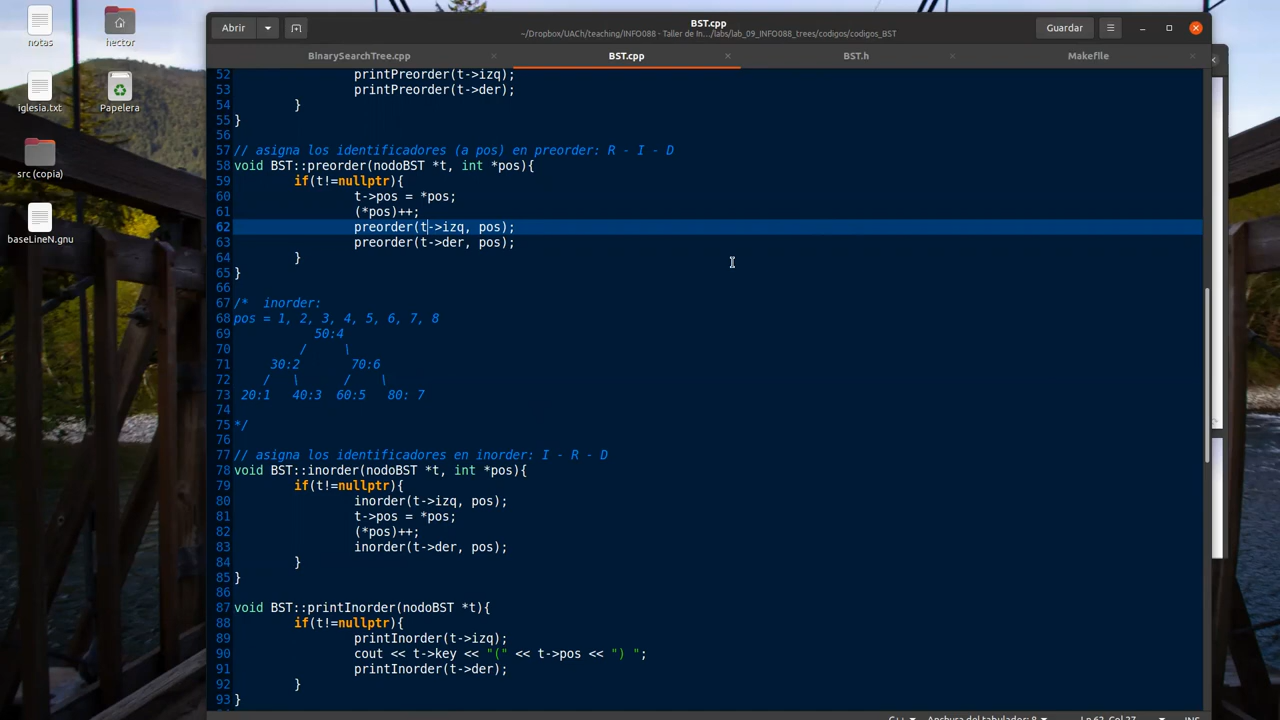 notas
hector
iglesia.txt
Papelera
src (copia)
baseLineN.gnu
Abrir
BST.cpp
~/Dropbox/UACh/teaching/INFO088 - Taller de In…/labs/lab_09_INFO088_trees/codigos/codigos_BST
Guardar
BinarySearchTree.cpp
BST.cpp
BST.h
Makefile
52 printPreorder(t->izq);
53 printPreorder(t->der);
54 }
55 }
56
57 // asigna los identificadores (a pos) en preorder: R - I - D
58 void BST::preorder(nodoBST *t, int *pos){
59 if(t!=nullptr){
60 t->pos = *pos;
61 (*pos)++;
62 preorder(t->izq, pos);
63 preorder(t->der, pos);
64 }
65 }
66
67 /* inorder:
68 pos = 1, 2, 3, 4, 5, 6, 7, 8
69 50:4
70 / \
71 30:2 70:6
72 / \ / \
73 20:1 40:3 60:5 80: 7
74
75 */
76
77 // asigna los identificadores en inorder: I - R - D
78 void BST::inorder(nodoBST *t, int *pos){
79 if(t!=nullptr){
80 inorder(t->izq, pos);
81 t->pos = *pos;
82 (*pos)++;
83 inorder(t->der, pos);
84 }
85 }
86
87 void BST::printInorder(nodoBST *t){
88 if(t!=nullptr){
89 printInorder(t->izq);
90 cout << t->key << "(" << t->pos << ") ";
91 printInorder(t->der);
92 }
93 }
C++ Anchura del tabulador: 8 Ln 62, Col 27 INS